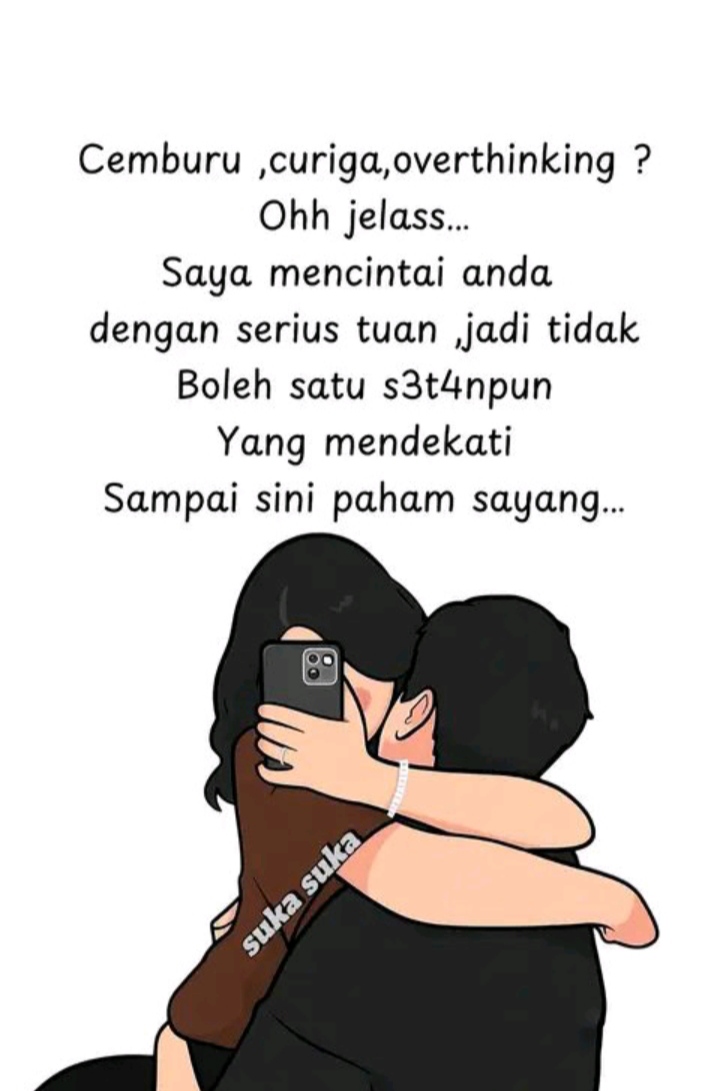 Cemburu ,curiga,overthinking ?
Ohh jelass...
Saya mencintai anda
dengan serius tuan ,jadi tidak
Boleh satu s3t4npun
Yang mendekati
Sampai sini paham sayang...
suka suka